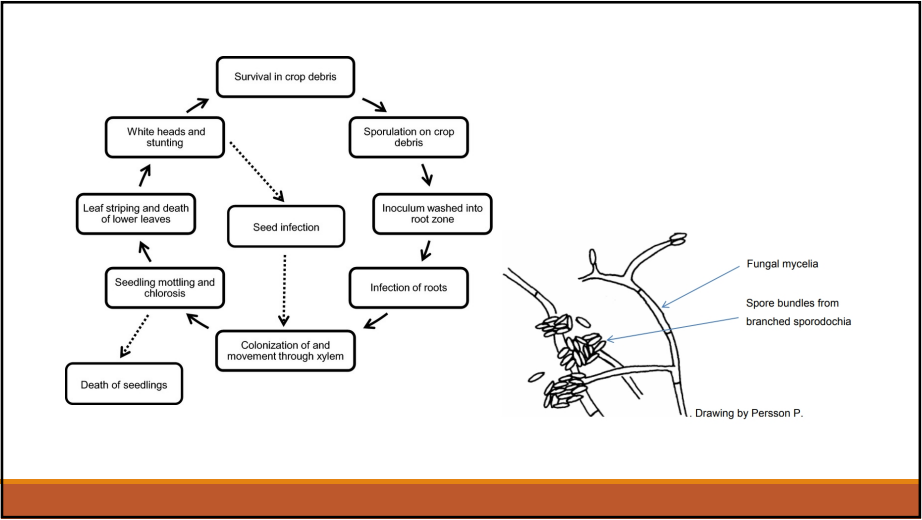 Survival in crop debris
White heads and
stunting
Sporulation on crop
debris
Leaf striping and death
of lower leaves
Inoculum washed into
root zone
Seed infection
Seedling mottling and
chlorosis
Infection of roots
Colonization of and
movement through xylem
Death of seedlings
Fungal mycelia
Spore bundles from
branched sporodochia
. Drawing by Persson P.